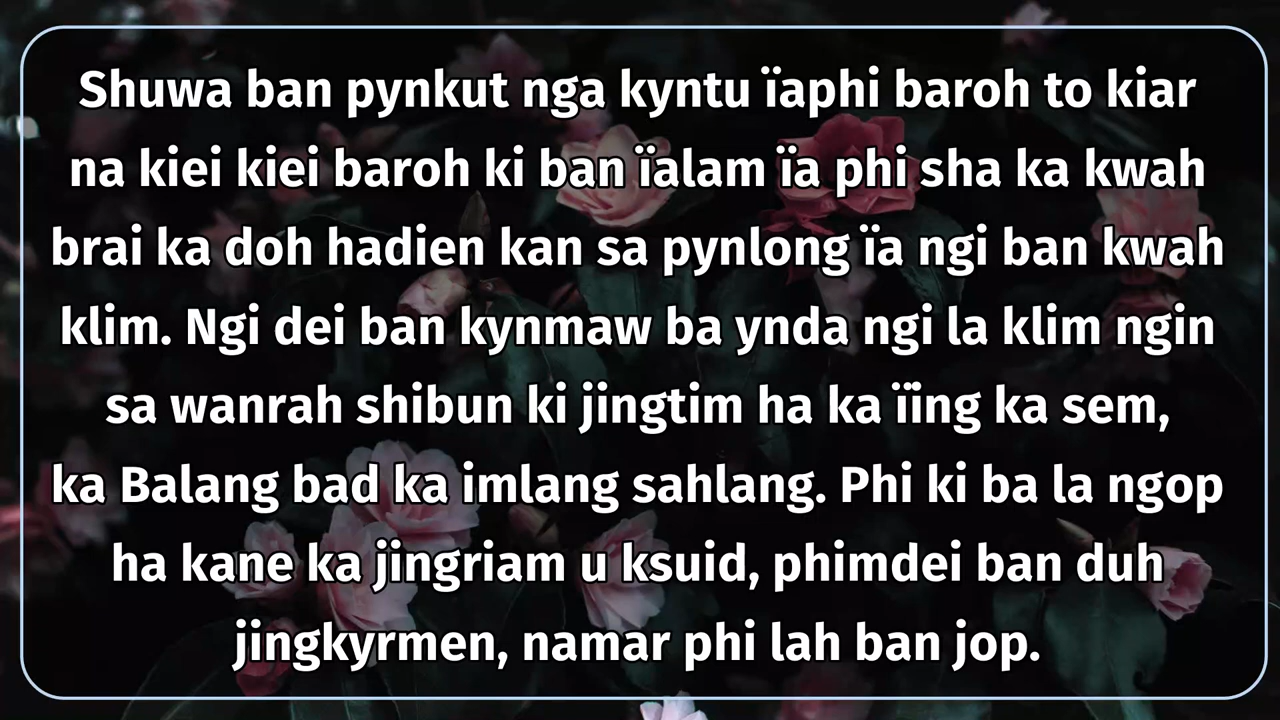 Shuwa ban pynkut nga kyntu ïaphi baroh to kiar
na kiei kiei baroh ki ban ïalam ïa phi sha ka kwah
brai ka doh hadien kan sa pynlong ïa ngi ban kwah
klim. Ngi dei ban kynmaw ba ynda ngi la klim ngin
sa wanrah shibun ki jingtim ha ka ïïng ka sem,
ka Balang bad ka imlang sahlang. Phi ki ba la ngop
ha kane ka jingriam u ksuid, phimdei ban duh
jingkyrmen, namar phi lah ban jop.